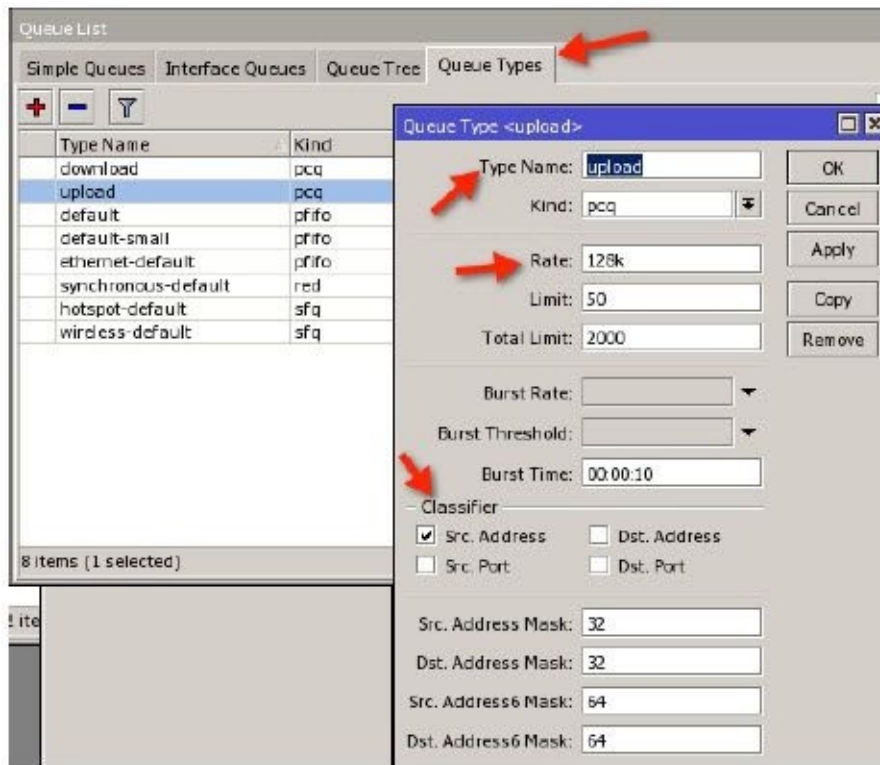 Queue List
Simple Queues Interface Queues Queue Tree Queue Types
Type Name Kind
download pcq
upload pcq
default pfifo
default-small pfifo
ethernet-default pfifo
synchronous-default red
hotspot-default sfq
wireless-default sfq
8 items (1 selected)
Queue Type <upload>
Type Name: upload
Kind: pcq
Rate: 128k
Limit: 50
Total Limit: 2000
Burst Rate:
Burst Threshold:
Burst Time: 00:00:10
Classifier
Src. Address Dst. Address
Src. Port Dst. Port
Src. Address Mask: 32
Dst. Address Mask: 32
Src. Address6 Mask: 64
Dst. Address6 Mask: 64
OK
Cancel
Apply
Copy
Remove